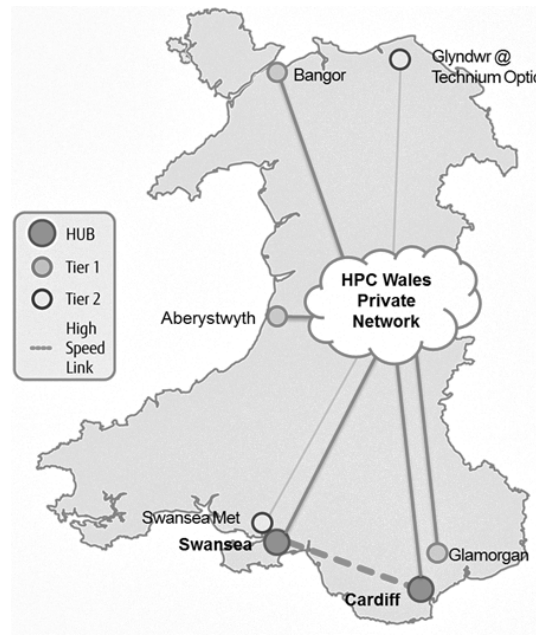 Bangor
Glyndwr @
Technium Optic
HUB
Tier 1
Tier 2
High
Speed
Link
HPC Wales
Private
Network
Aberystwyth
Swansea Met
Swansea
Glamorgan
Cardiff